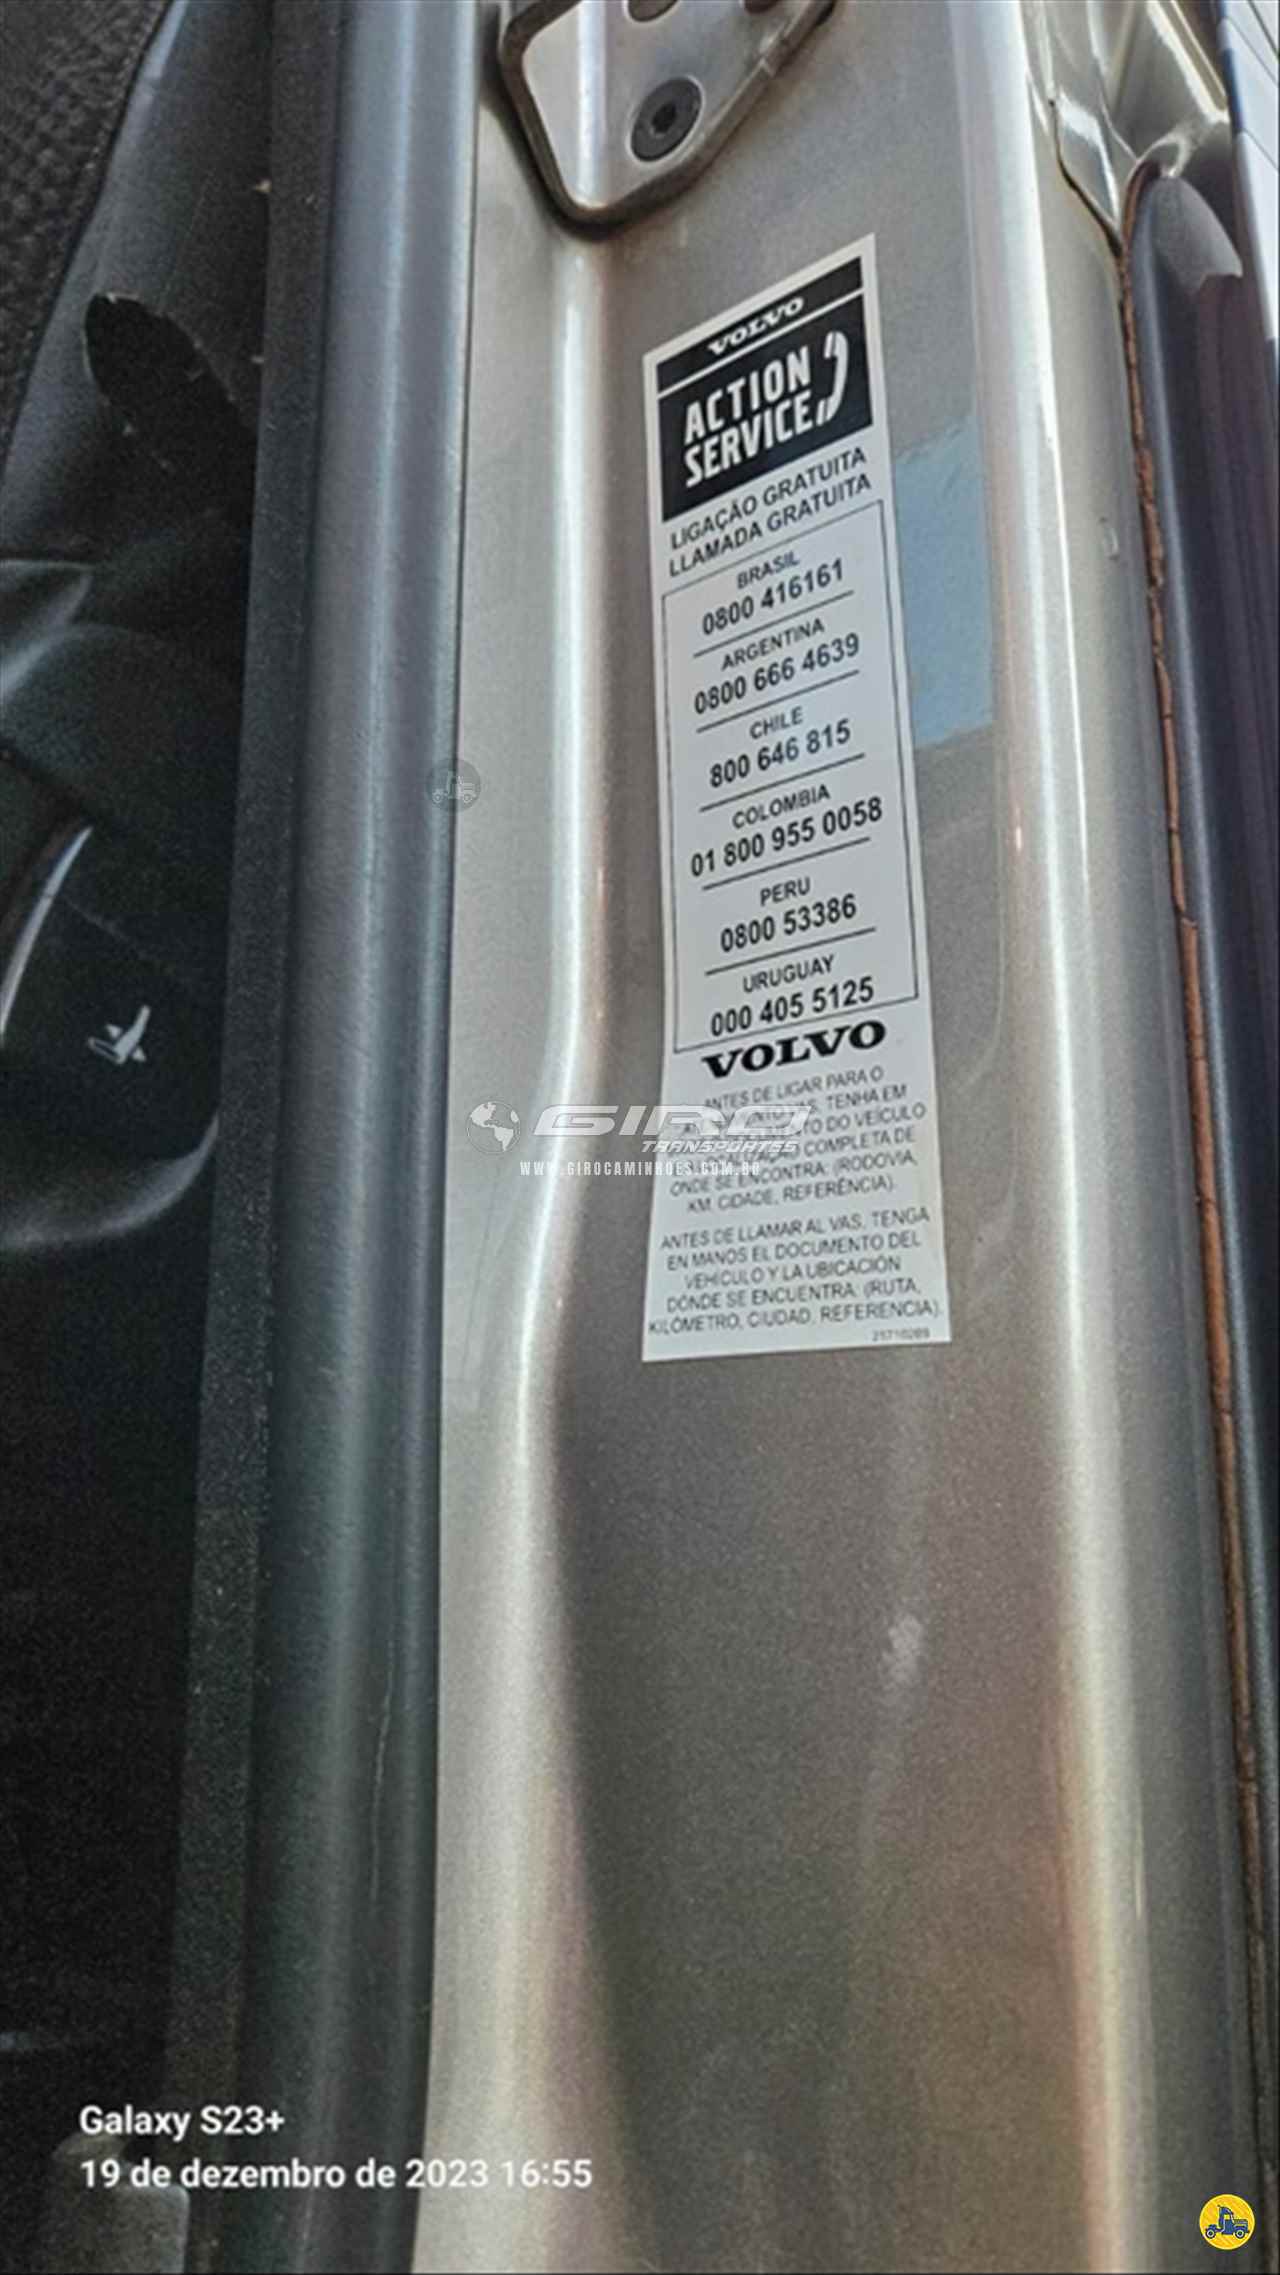 VOLVO
ACTION
SERVICE
LIGAÇÃO GRATUITA
LLAMADA GRATUITA
BRASIL
0800 416161
ARGENTINA
0800 666 4639
CHILE
800 646 815
COLOMBIA
01 800 955 0058
PERU
0800 53386
URUGUAY
000 405 5125
VOLVO
ANTES DE LIGAR PARA O
VAS, TENHA EM
DO VEÍCULO
COMPLETA DE
ONDE SE ENCONTRA: (RODOVIA,
KM, CIDADE, REFERÊNCIA).
ANTES DE LLAMAR AL VAS, TENGA
EN MANOS EL DOCUMENTO DEL
VEHÍCULO Y LA UBICACIÓN
DÓNDE SE ENCUENTRA: (RUTA,
KILÓMETRO, CIUDAD, REFERENCIA).
21710289
GIRO
TRANSPORTES
WWW.GIROCAMINHOES.COM.BR
Galaxy S23+
19 de dezembro de 2023 16:55